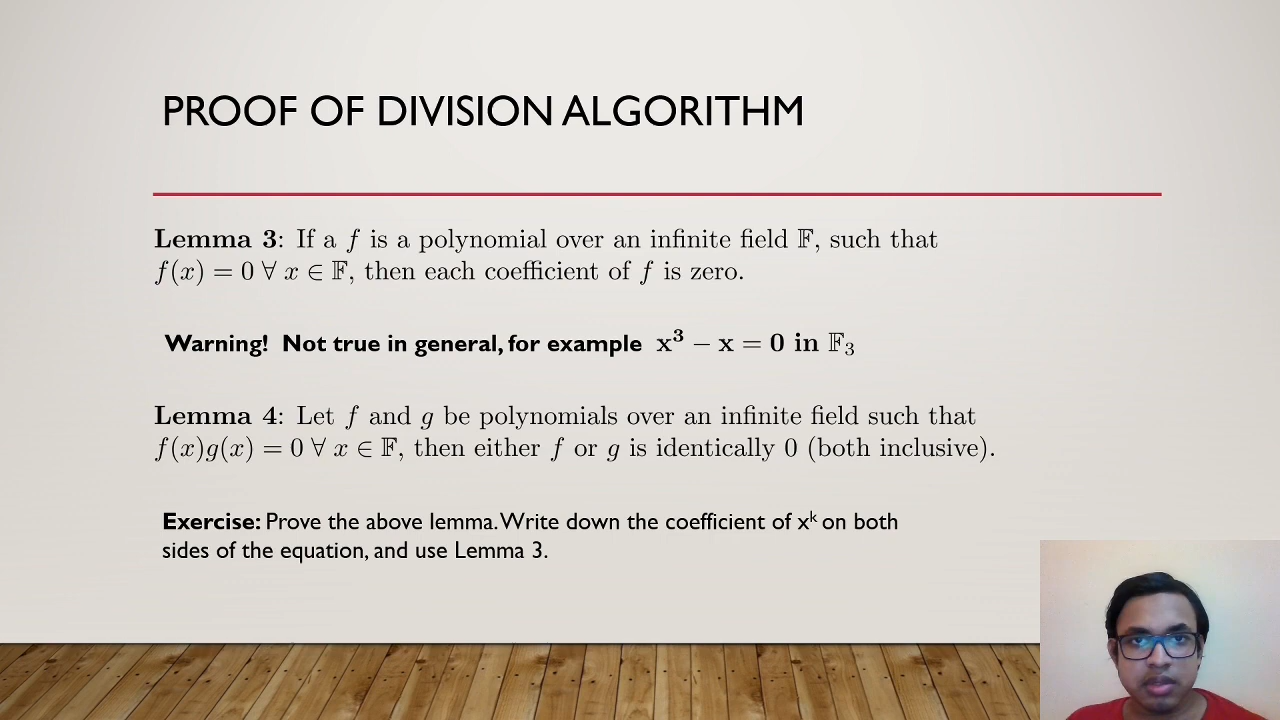 PROOF OF DIVISION ALGORITHM
Lemma 3: If a f is a polynomial over an infinite field 𝔽, such that
f(x) = 0 ∀ x ∈ 𝔽, then each coefficient of f is zero.
Warning! Not true in general, for example x³ − x = 0 in 𝔽₃
Lemma 4: Let f and g be polynomials over an infinite field such that
f(x)g(x) = 0 ∀ x ∈ 𝔽, then either f or g is identically 0 (both inclusive).
Exercise: Prove the above lemma. Write down the coefficient of xᵏ on both
sides of the equation, and use Lemma 3.